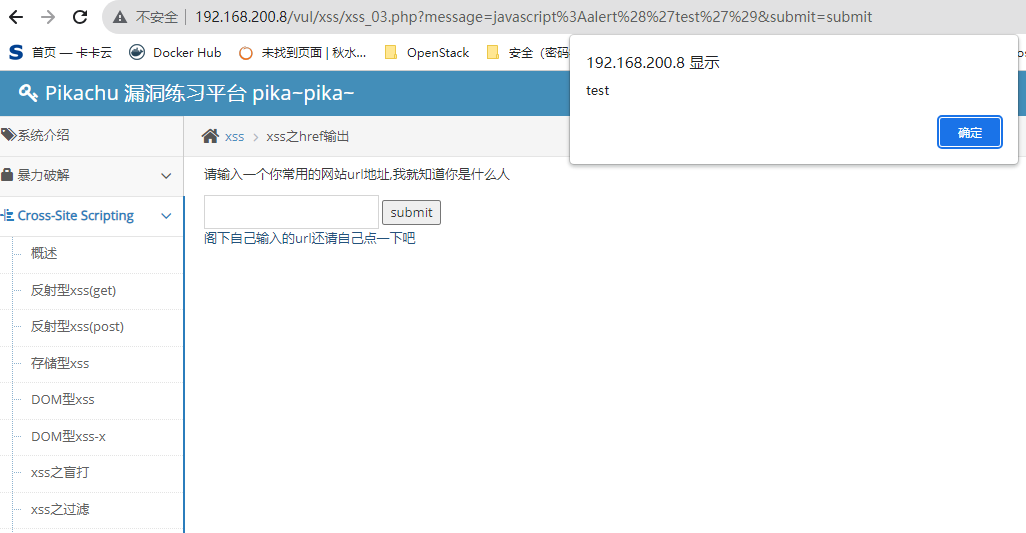 不安全 192.168.200.8/vul/xss/xss_03.php?message=javascript%3Aalert%28%27test%27%29&submit=submit
首页 — 卡卡云 Docker Hub 未找到页面 | 秋水... OpenStack 安全（密码
192.168.200.8 显示
test
确定
Pikachu 漏洞练习平台 pika~pika~
系统介绍
暴力破解
Cross-Site Scripting
概述
反射型xss(get)
反射型xss(post)
存储型xss
DOM型xss
DOM型xss-x
xss之盲打
xss之过滤
xss xss之href输出
请输入一个你常用的网站url地址,我就知道你是什么人
submit
阁下自己输入的url还请自己点一下吧